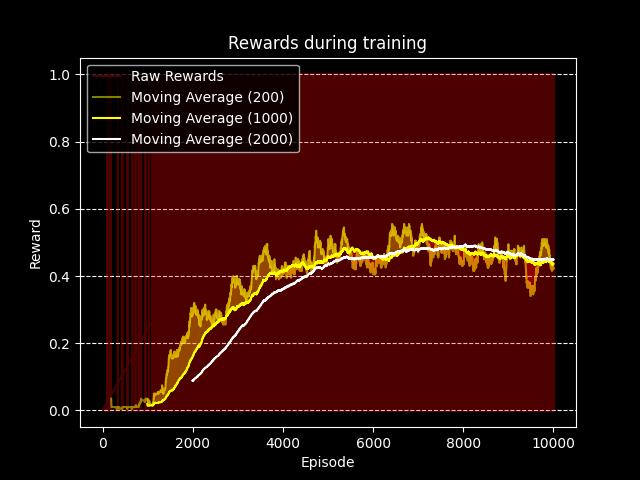 Rewards during training
Raw Rewards
Moving Average (200)
Moving Average (1000)
Moving Average (2000)
1.0
0.8
0.6
0.4
0.2
0.0
Reward
0 2000 4000 6000 8000 10000
Episode